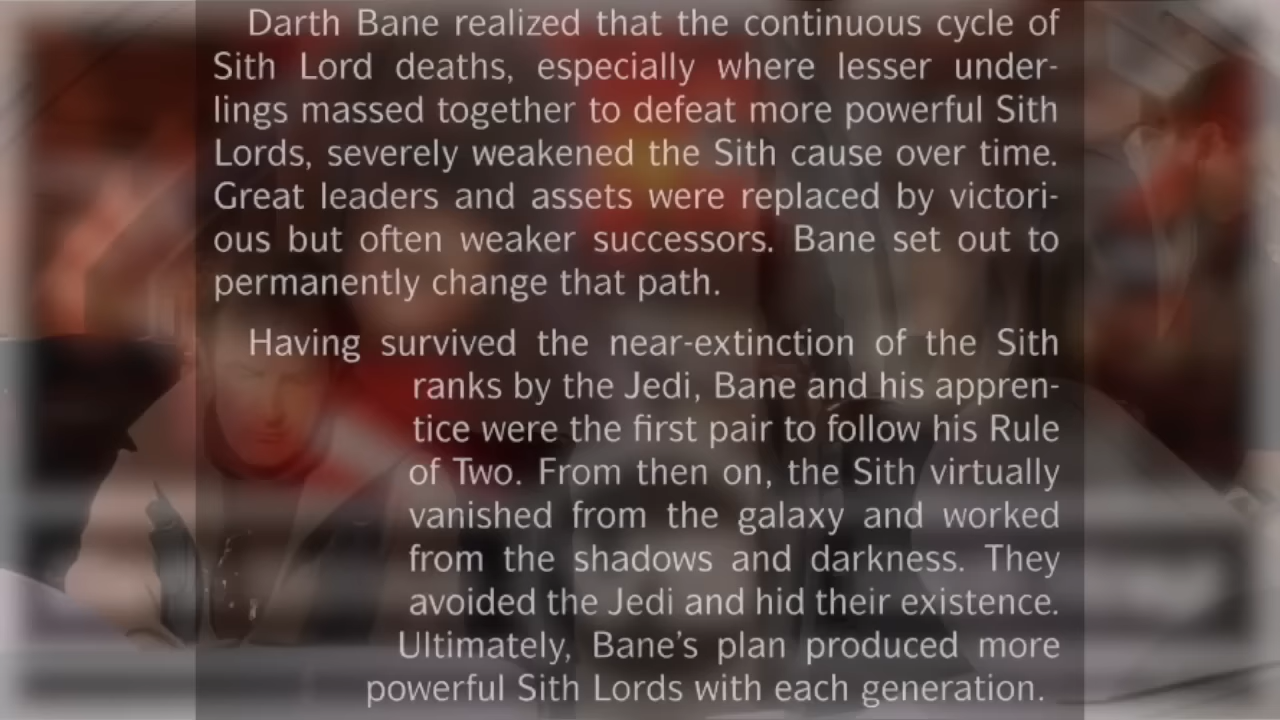 Darth Bane realized that the continuous cycle of
Sith Lord deaths, especially where lesser under-
lings massed together to defeat more powerful Sith
Lords, severely weakened the Sith cause over time.
Great leaders and assets were replaced by victori-
ous but often weaker successors. Bane set out to
permanently change that path.
Having survived the near-extinction of the Sith
ranks by the Jedi, Bane and his appren-
tice were the first pair to follow his Rule
of Two. From then on, the Sith virtually
vanished from the galaxy and worked
from the shadows and darkness. They
avoided the Jedi and hid their existence.
Ultimately, Bane’s plan produced more
powerful Sith Lords with each generation.